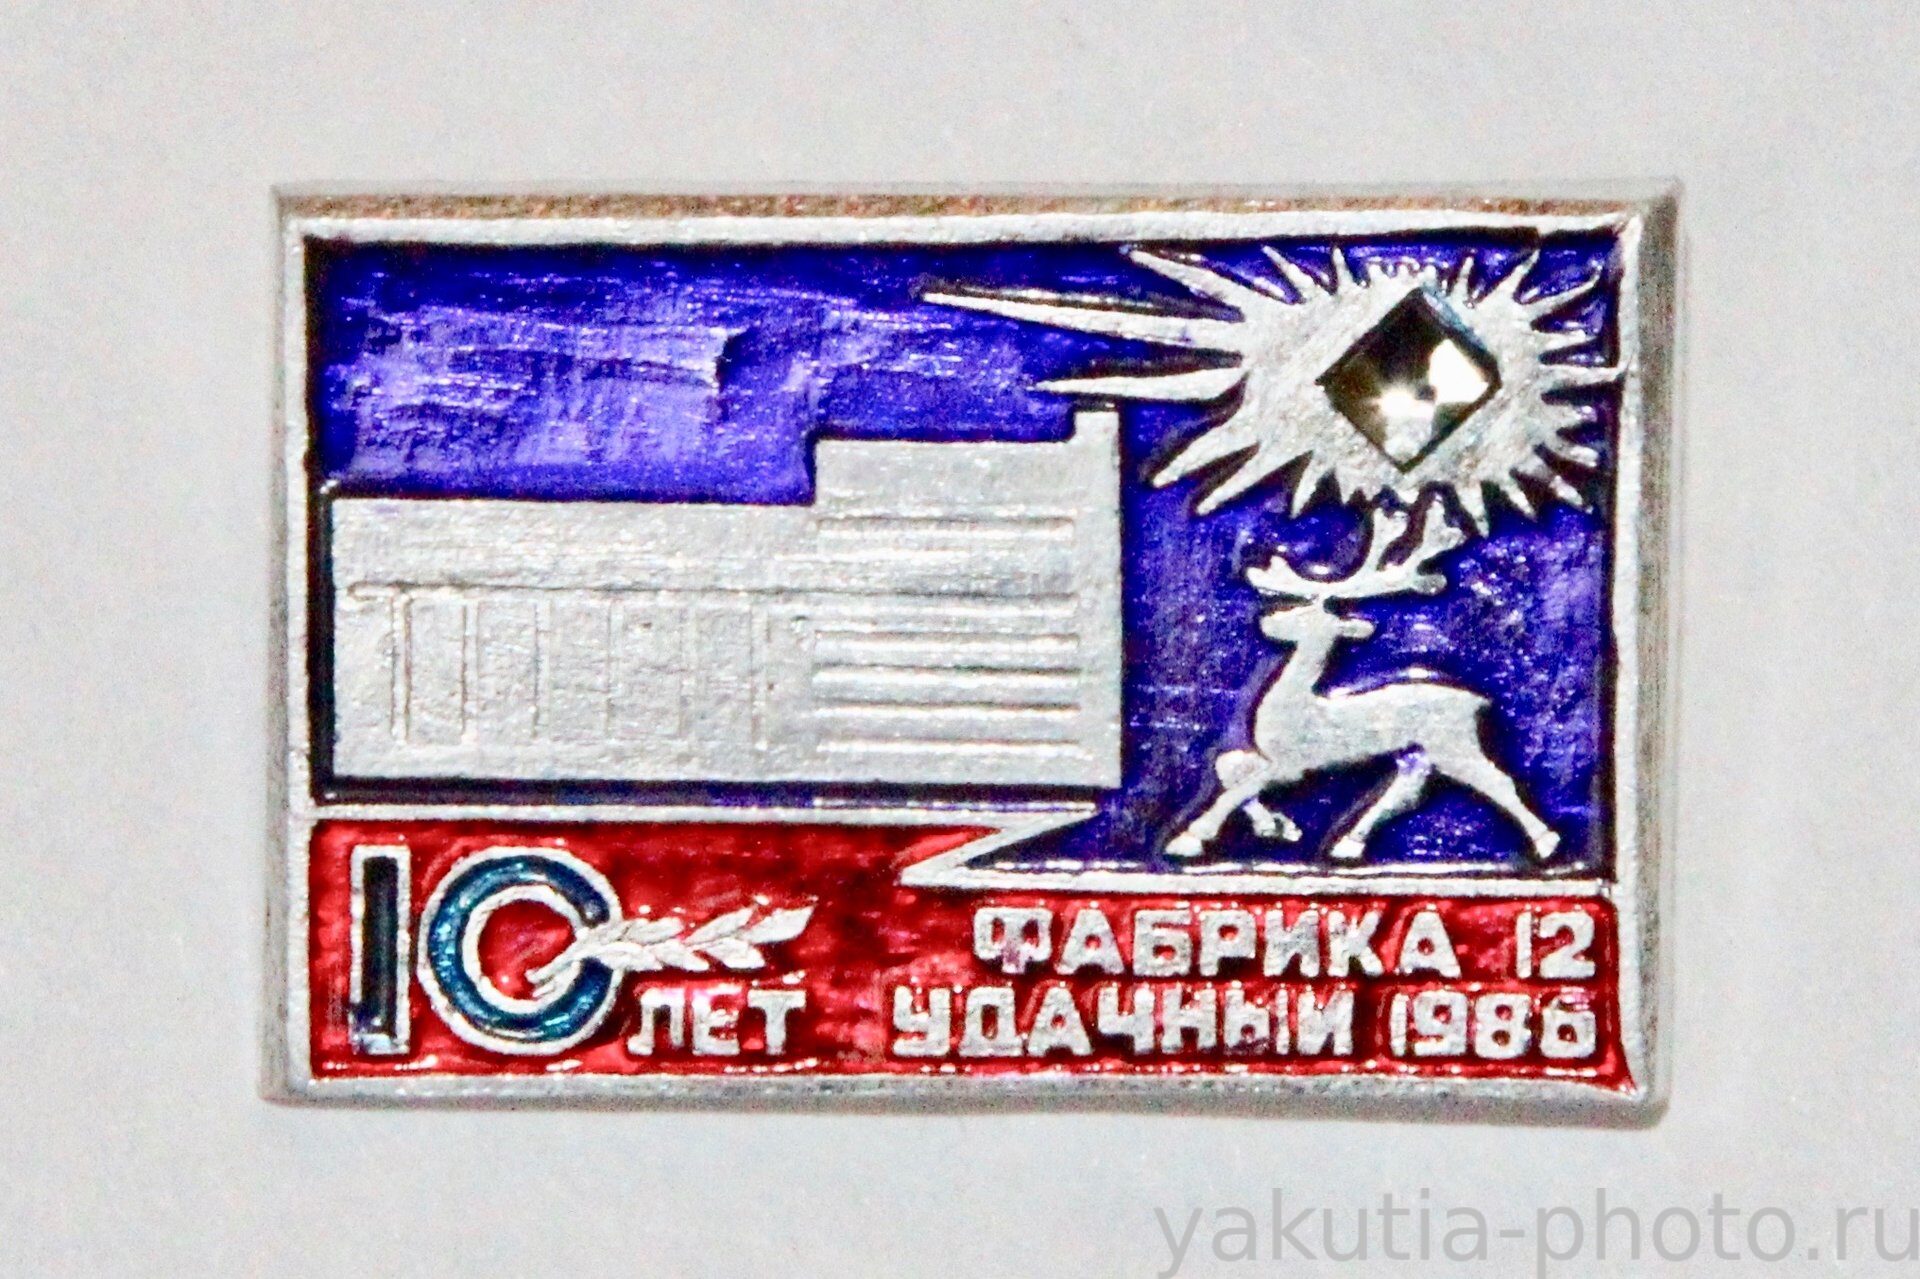 10 ЛЕТ
ФАБРИКА 12
УДАЧНЫЙ 1986
yakutia-photo.ru